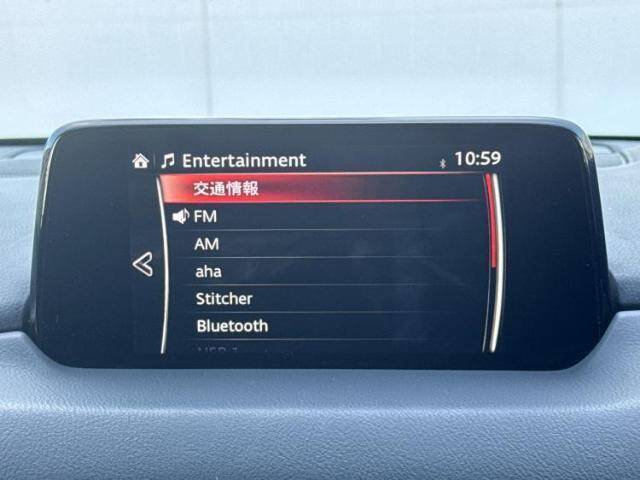 Entertainment 10:59
交通情報
FM
AM
aha
Stitcher
Bluetooth